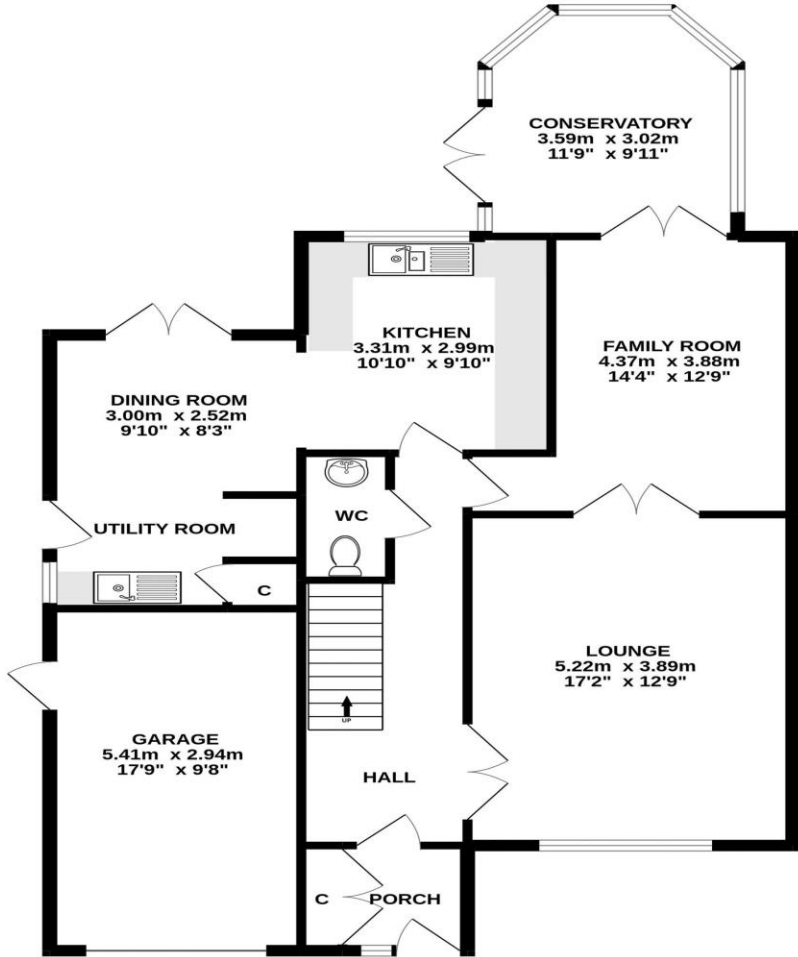 CONSERVATORY
3.59m x 3.02m
11'9" x 9'11"
KITCHEN
3.31m x 2.99m
10'10" x 9'10"
FAMILY ROOM
4.37m x 3.88m
14'4" x 12'9"
DINING ROOM
3.00m x 2.52m
9'10" x 8'3"
UTILITY ROOM
WC
C
LOUNGE
5.22m x 3.89m
17'2" x 12'9"
UP
GARAGE
5.41m x 2.94m
17'9" x 9'8"
HALL
C
PORCH